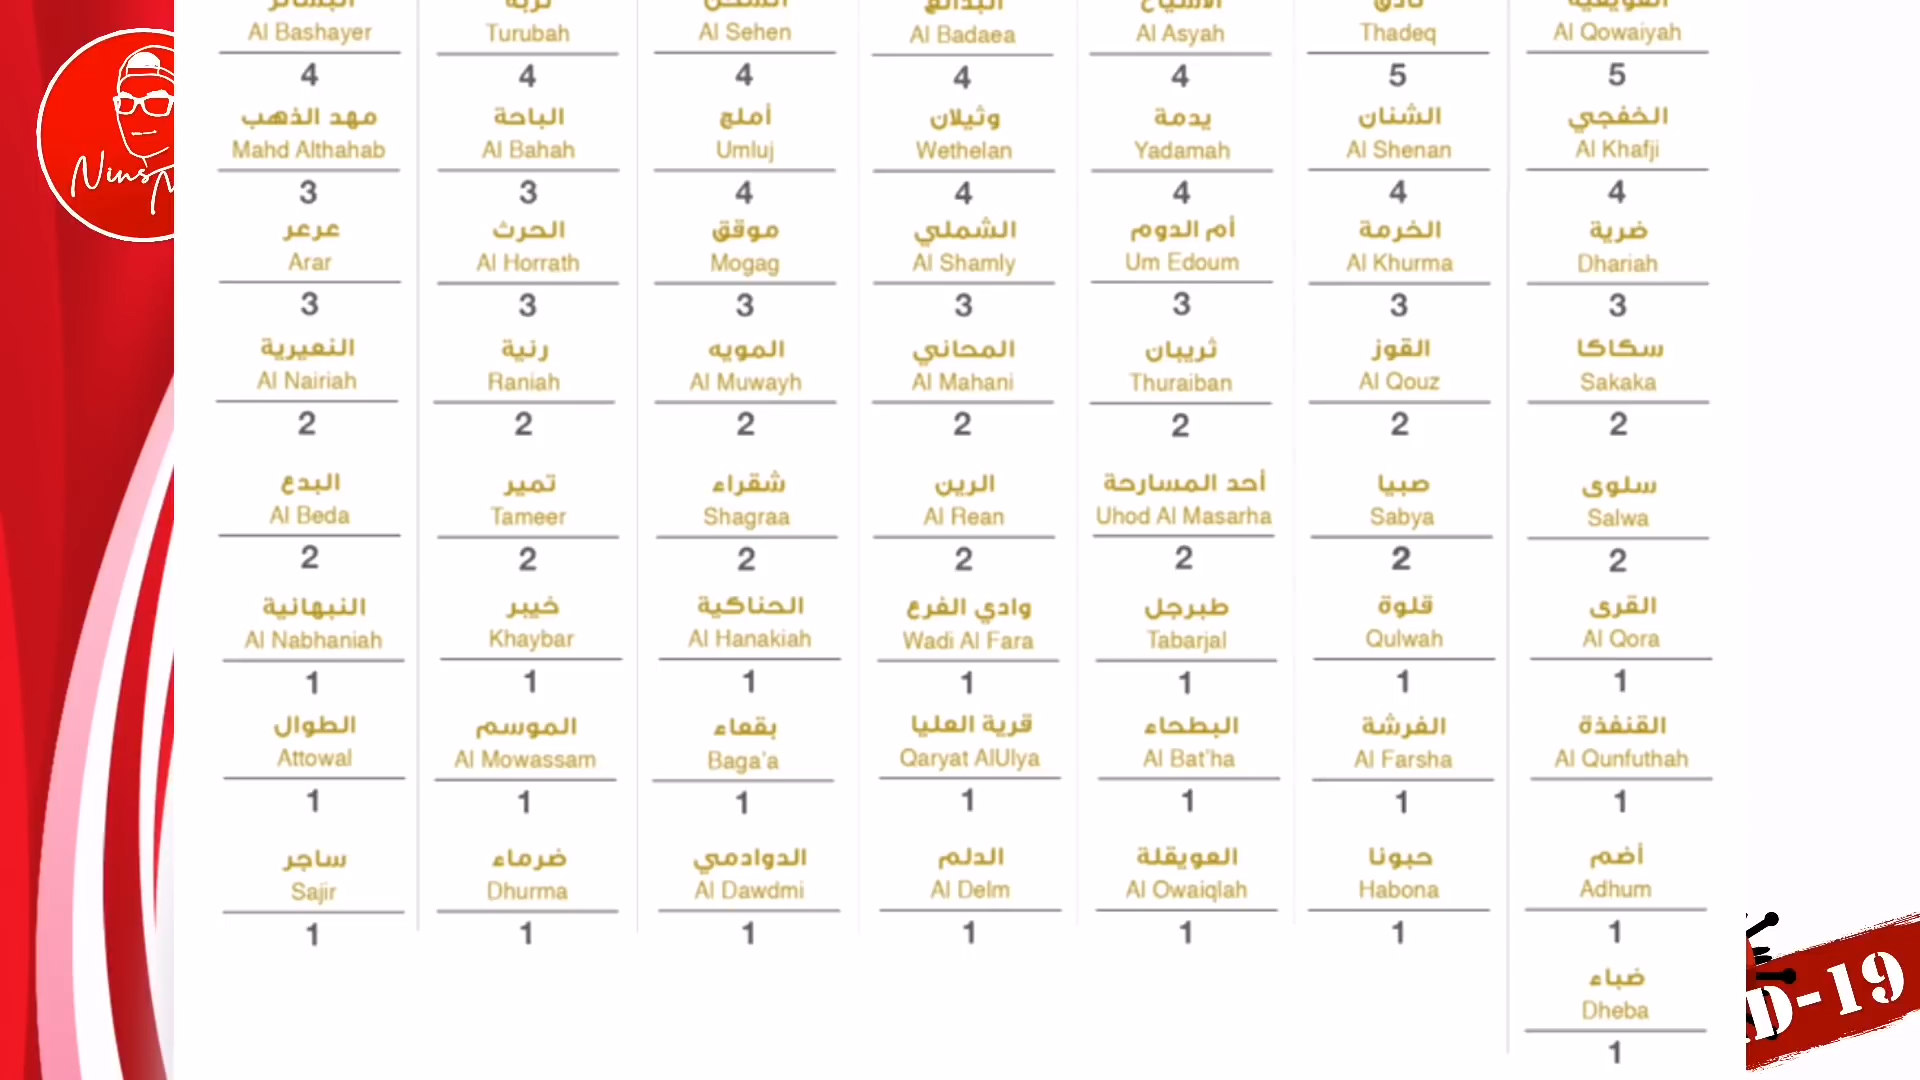 Al Bashayer Turubah Al Sehen Al Badaea Al Asyah Thadeq Al Qowaiyah
4 4 4 4 4 5 5
مهد الذهب الباحة أملج وثيلان يدمة الشنان الخفجي
Mahd Althahab Al Bahah Umluj Wethelan Yadamah Al Shenan Al Khafji
3 3 4 4 4 4 4
عرعر الحرث موقق الشملي أم الدوم الخرمة ضرية
Arar Al Horrath Mogag Al Shamly Um Edoum Al Khurma Dhariah
3 3 3 3 3 3 3
النعيرية رنية المويه المحاني ثريبان القوز سكاكا
Al Nairiah Raniah Al Muwayh Al Mahani Thuraiban Al Qouz Sakaka
2 2 2 2 2 2 2
البدع تمير شقراء الرين أحد المسارحة صبيا سلوى
Al Beda Tameer Shagraa Al Rean Uhod Al Masarha Sabya Salwa
2 2 2 2 2 2 2
النبهانية خيبر الحناكية وادي الفرع طبرجل قلوة القرى
Al Nabhaniah Khaybar Al Hanakiah Wadi Al Fara Tabarjal Qulwah Al Qora
1 1 1 1 1 1 1
الطوال الموسم بقعاء قرية العليا البطحاء الفرشة القنفذة
Attowal Al Mowassam Baga'a Qaryat AlUlya Al Bat'ha Al Farsha Al Qunfuthah
1 1 1 1 1 1 1
ساجر ضرماء الدوادمي الدلم العويقلة حبونا أضم
Sajir Dhurma Al Dawdmi Al Delm Al Owaiqlah Habona Adhum
1 1 1 1 1 1 1
ضباء
Dheba
1
D-19